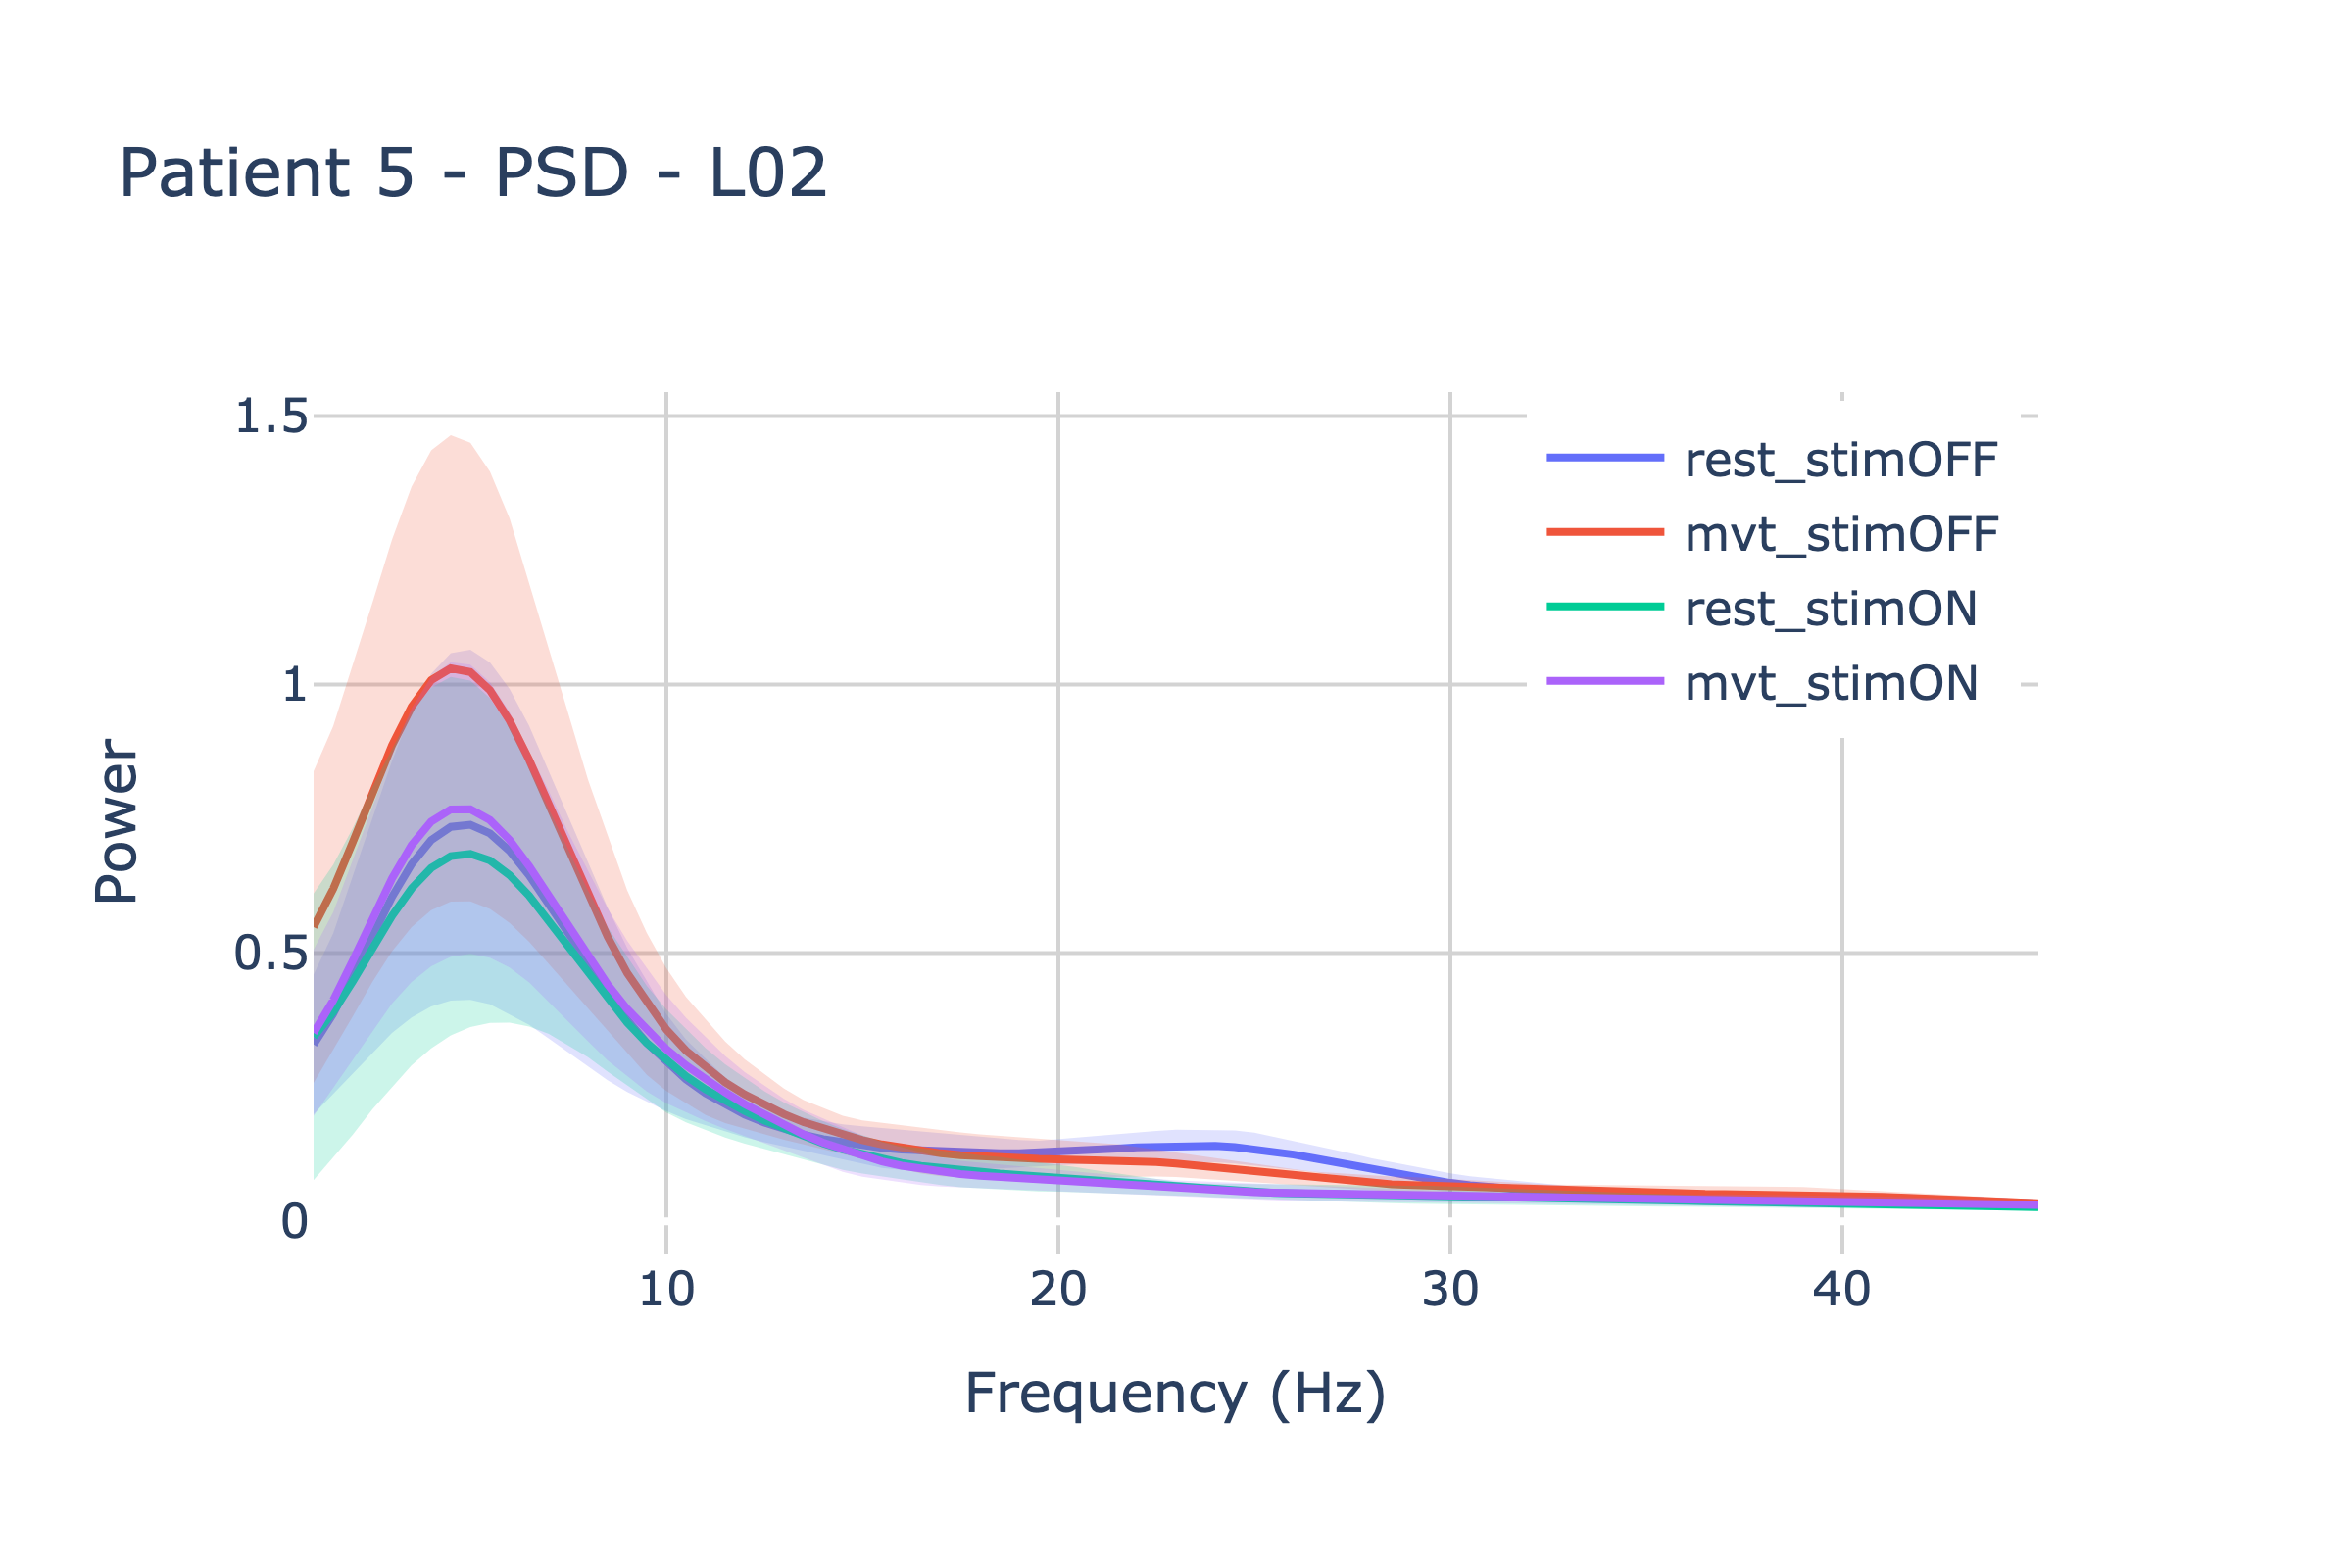 Patient 5 - PSD - L02
1.5
1
0.5
0
Power
rest_stimOFF
mvt_stimOFF
rest_stimON
mvt_stimON
10 20 30 40
Frequency (Hz)